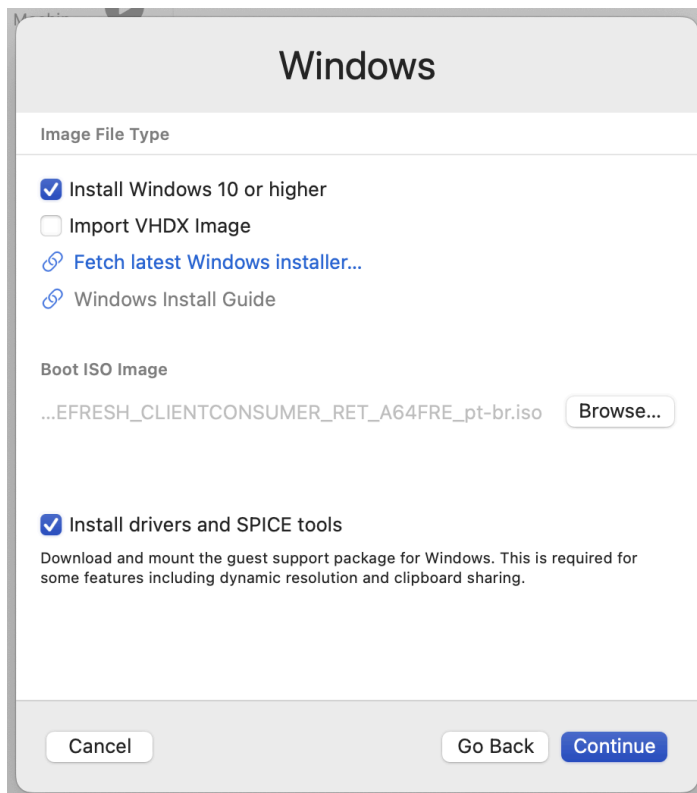 Windows
Image File Type
Install Windows 10 or higher
Import VHDX Image
Fetch latest Windows installer...
Windows Install Guide
Boot ISO Image
...EFRESH_CLIENTCONSUMER_RET_A64FRE_pt-br.iso
Browse...
Install drivers and SPICE tools
Download and mount the guest support package for Windows. This is required for
some features including dynamic resolution and clipboard sharing.
Cancel
Go Back
Continue